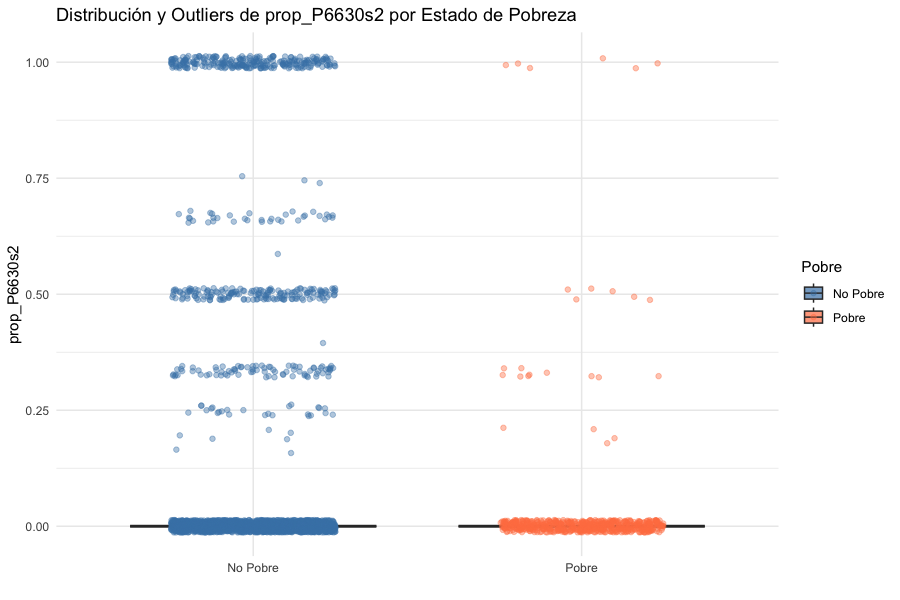 Distribución y Outliers de prop_P6630s2 por Estado de Pobreza
prop_P6630s2
1.00
0.75
0.50
0.25
0.00
No Pobre
Pobre
Pobre
No Pobre
Pobre